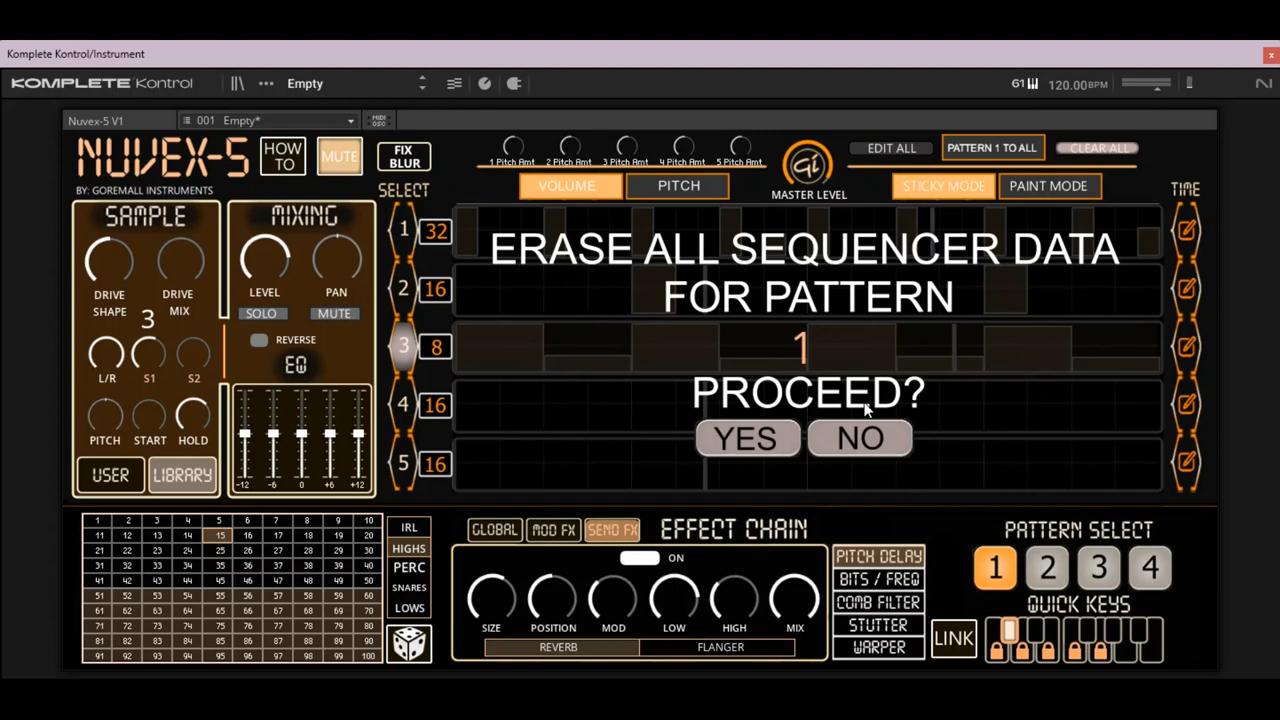 Komplete Kontrol/Instrument
x
KOMPLETE Kontrol
Empty
G1
120.00BPM
Nuvex-5 V1
001 Empty*
MIDI
OSC
NUVEX-5
HOW TO
MUTE
FIX BLUR
BY: GOREMALL INSTRUMENTS
1 Pitch Amt
2 Pitch Amt
3 Pitch Amt
4 Pitch Amt
5 Pitch Amt
VOLUME
PITCH
Gi
MASTER LEVEL
EDIT ALL
PATTERN 1 TO ALL
CLEAR ALL
STICKY MODE
PAINT MODE
SELECT
TIME
SAMPLE
DRIVE SHAPE
DRIVE MIX
3
L/R
S1
S2
PITCH
START
HOLD
USER
LIBRARY
MIXING
LEVEL
PAN
SOLO
MUTE
REVERSE
EQ
-12 -6 0 +6 +12
1 32
2 16
3 8
4 16
5 16
ERASE ALL SEQUENCER DATA
FOR PATTERN
1
PROCEED?
YES
NO
1 2 3 4 5 6 7 8 9 10
11 12 13 14 15 16 17 18 19 20
21 22 23 24 25 26 27 28 29 30
31 32 33 34 35 36 37 38 39 40
41 42 43 44 45 46 47 48 49 50
51 52 53 54 55 56 57 58 59 60
61 62 63 64 65 66 67 68 69 70
71 72 73 74 75 76 77 78 79 80
81 82 83 84 85 86 87 88 89 90
91 92 93 94 95 96 97 98 99 100
IRL
HIGHS
PERC
SNARES
LOWS
GLOBAL
MOD FX
SEND FX
EFFECT CHAIN
ON
SIZE
POSITION
MOD
LOW
HIGH
MIX
REVERB
FLANGER
PITCH DELAY
BITS / FREQ
COMB FILTER
STUTTER
WARPER
PATTERN SELECT
1 2 3 4
QUICK KEYS
LINK